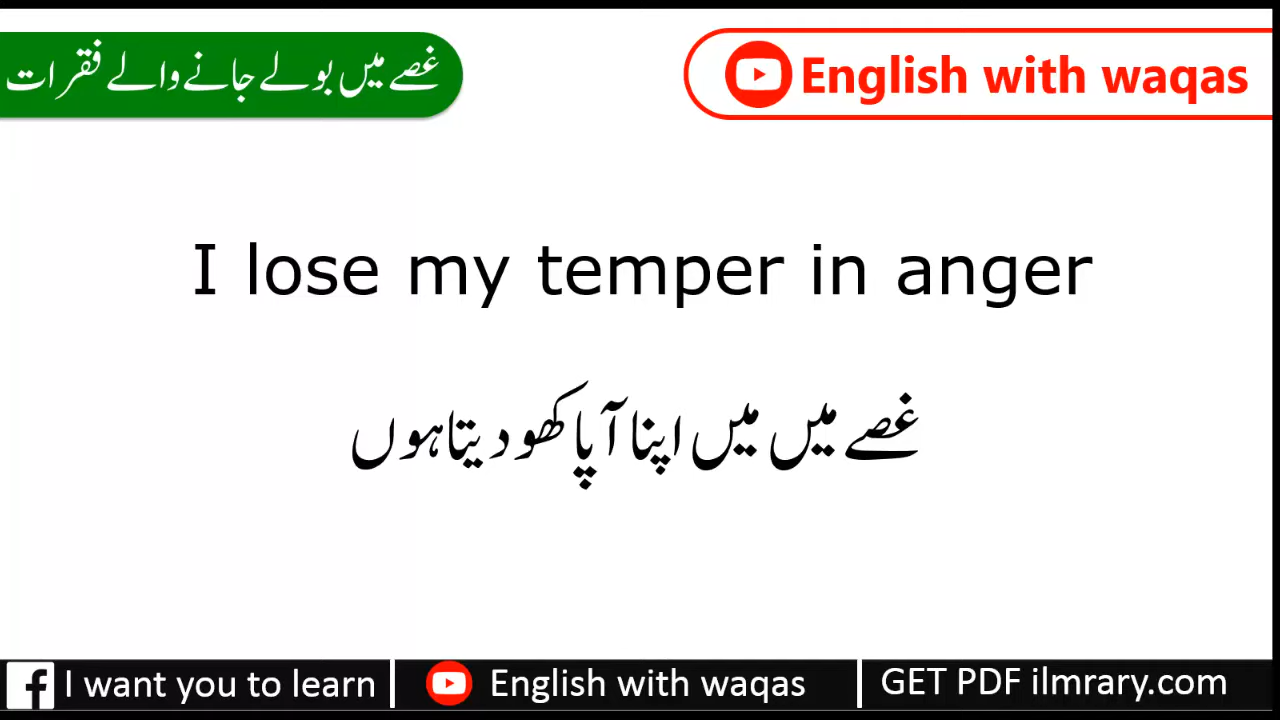 غصے میں بولے جانے والے فقرات
English with waqas
I lose my temper in anger
غصے میں میں اپنا آپا کھو دیتا ہوں
I want you to learn
English with waqas
GET PDF ilmrary.com